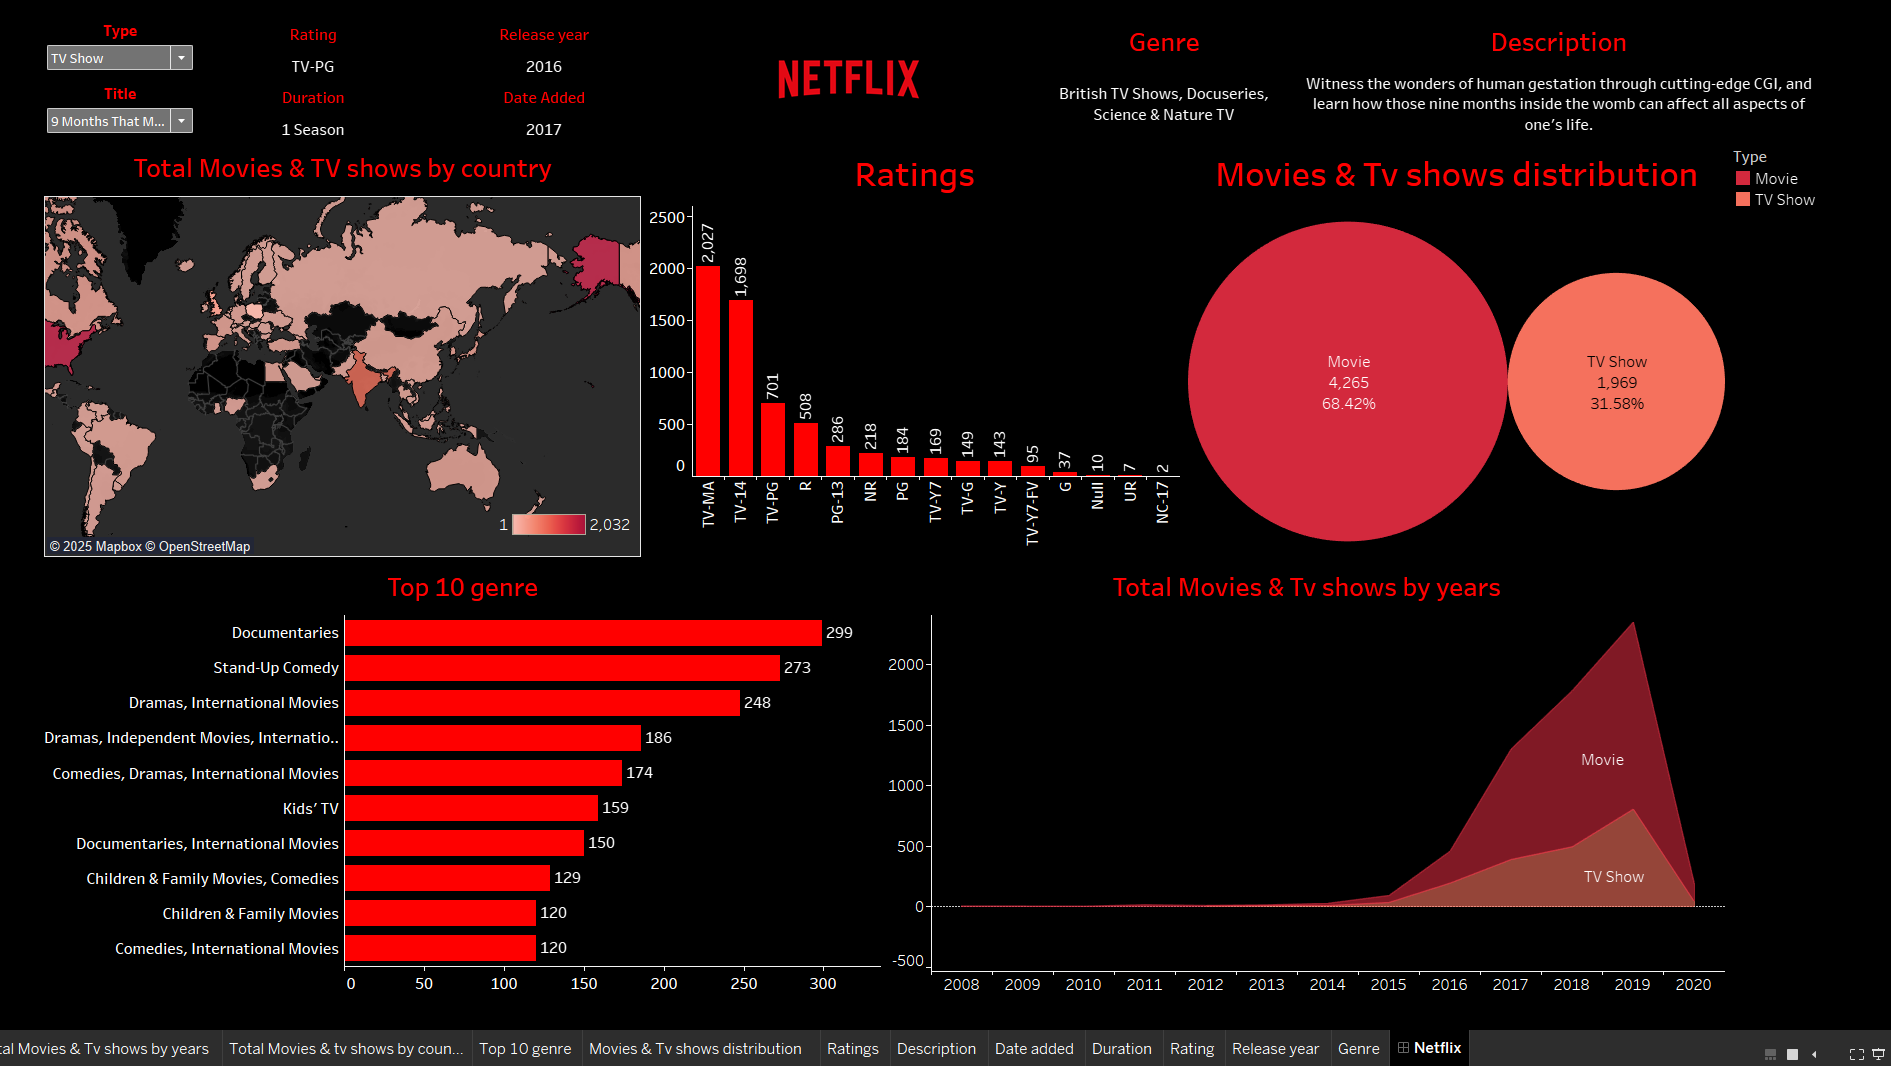 Type
TV Show
Title
9 Months That M...
Rating
TV-PG
Duration
1 Season
Release year
2016
Date Added
2017
NETFLIX
Genre
British TV Shows, Docuseries,
Science & Nature TV
Description
Witness the wonders of human gestation through cutting-edge CGI, and
learn how those nine months inside the womb can affect all aspects of
one’s life.
Total Movies & TV shows by country
1
2,032
© 2025 Mapbox © OpenStreetMap
Ratings
2500
2000
1500
1000
500
0
2,027
1,698
701
508
286
218
184
169
149
143
95
37
10
7
2
TV-MA
TV-14
TV-PG
R
PG-13
NR
PG
TV-Y7
TV-G
TV-Y
TV-Y7-FV
G
Null
UR
NC-17
Movies & Tv shows distribution
Type
Movie
TV Show
Movie
4,265
68.42%
TV Show
1,969
31.58%
Top 10 genre
Documentaries 299
Stand-Up Comedy 273
Dramas, International Movies 248
Dramas, Independent Movies, Internatio.. 186
Comedies, Dramas, International Movies 174
Kids’ TV 159
Documentaries, International Movies 150
Children & Family Movies, Comedies 129
Children & Family Movies 120
Comedies, International Movies 120
0 50 100 150 200 250 300
Total Movies & Tv shows by years
2000
1500
1000
500
0
-500
Movie
TV Show
2008 2009 2010 2011 2012 2013 2014 2015 2016 2017 2018 2019 2020
tal Movies & Tv shows by years
Total Movies & tv shows by coun...
Top 10 genre
Movies & Tv shows distribution
Ratings
Description
Date added
Duration
Rating
Release year
Genre
Netflix